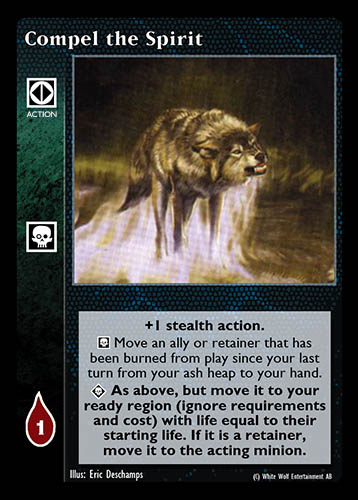 Compel the Spirit
ACTION
+1 stealth action.
Move an ally or retainer that has
been burned from play since your last
turn from your ash heap to your hand.
As above, but move it to your
ready region (ignore requirements
and cost) with life equal to their
starting life. If it is a retainer,
move it to the acting minion.
1
Illus: Eric Deschamps
(C) White Wolf Entertainment AB